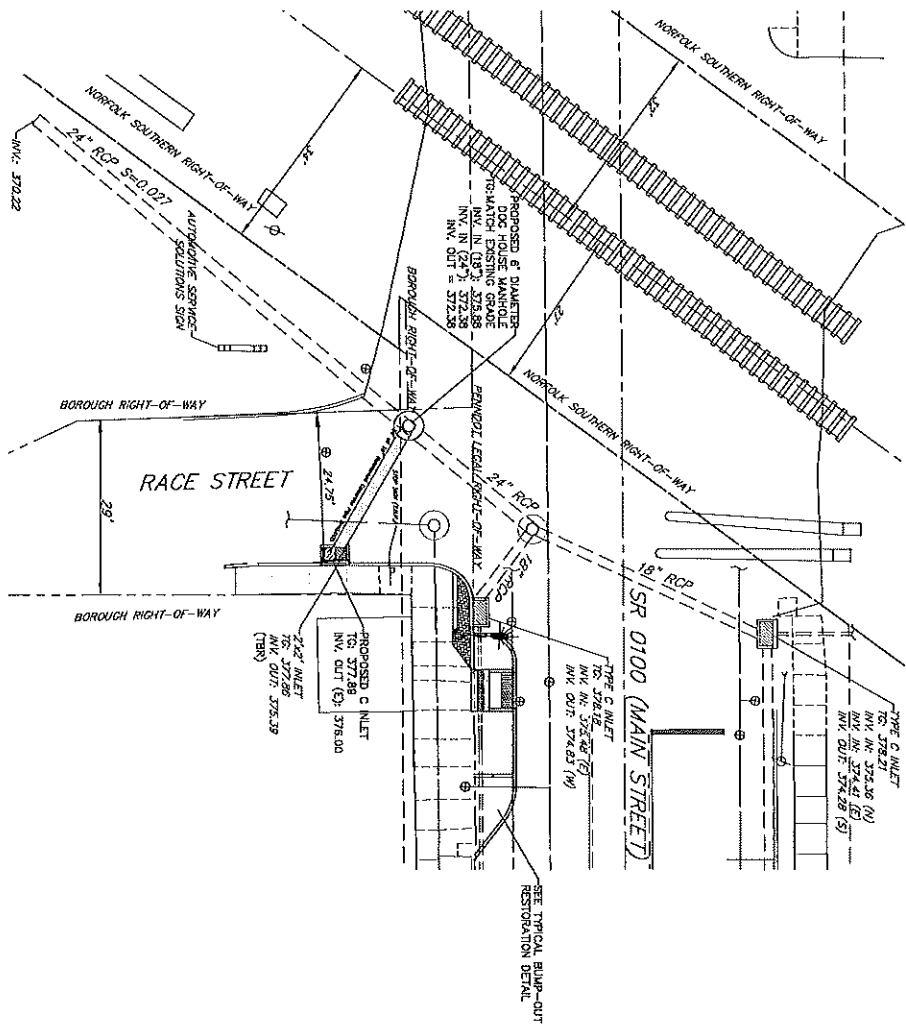 NORFOLK SOUTHERN RIGHT-OF-WAY
NORFOLK SOUTHERN RIGHT-OF-WAY
34'
24" RCP S=0.027
INV.: 370.22
AUTOMOTIVE SERVICE
SOLUTIONS SIGN
PROPOSED 6' DIAMETER
DOG HOUSE MANHOLE
TG: MATCH EXISTING GRADE
INV. IN (18"): 375.88
INV. IN (24"): 372.38
INV. OUT = 372.38
NORFOLK SOUTHERN RIGHT-OF-WAY
BOROUGH RIGHT-OF-WAY
PENNDOT LEGAL RIGHT-OF-WAY
BOROUGH RIGHT-OF-WAY
RACE STREET
29'
24.75'
BOROUGH RIGHT-OF-WAY
24" RCP
18" RCP
18" RCP
SR 0100 (MAIN STREET)
TYPE C INLET
TG: 378.21
INV. IN: 375.36 (N)
INV. IN: 374.41 (E)
INV. OUT: 374.28 (S)
TYPE C INLET
TG: 378.18
INV. IN: 375.48 (E)
INV. OUT: 374.83 (W)
PROPOSED C INLET
TG: 377.89
INV. OUT (E): 376.00
2'X2' INLET
TG: 377.86
INV. OUT: 375.39
(TBR)
SEE TYPICAL BUMP-OUT
RESTORATION DETAIL